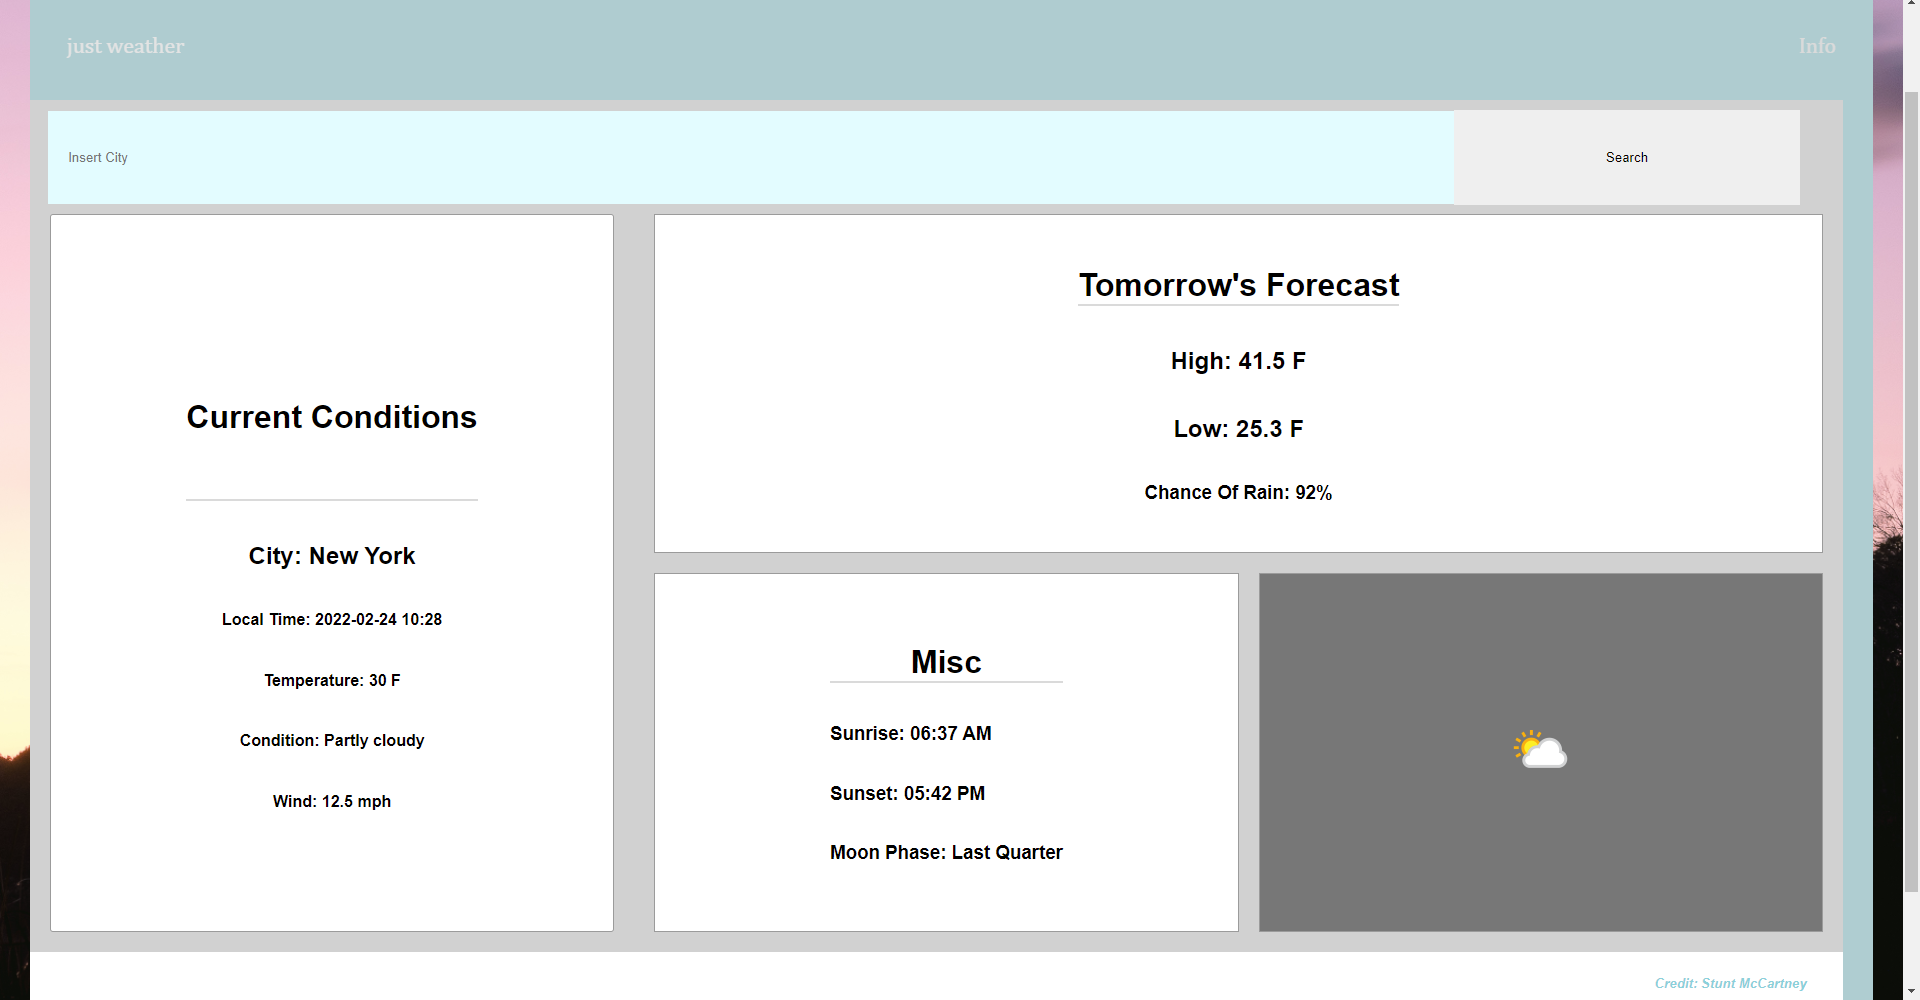 just weather
Info
Insert City
Search
Current Conditions
City: New York
Local Time: 2022-02-24 10:28
Temperature: 30 F
Condition: Partly cloudy
Wind: 12.5 mph
Tomorrow's Forecast
High: 41.5 F
Low: 25.3 F
Chance Of Rain: 92%
Misc
Sunrise: 06:37 AM
Sunset: 05:42 PM
Moon Phase: Last Quarter
Credit: Stunt McCartney